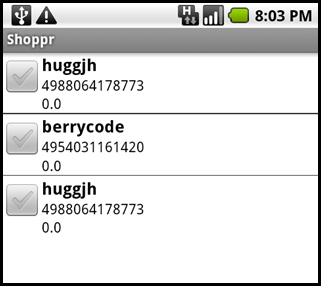 H
8:03 PM
Shoppr
huggjh
4988064178773
0.0
berrycode
4954031161420
0.0
huggjh
4988064178773
0.0